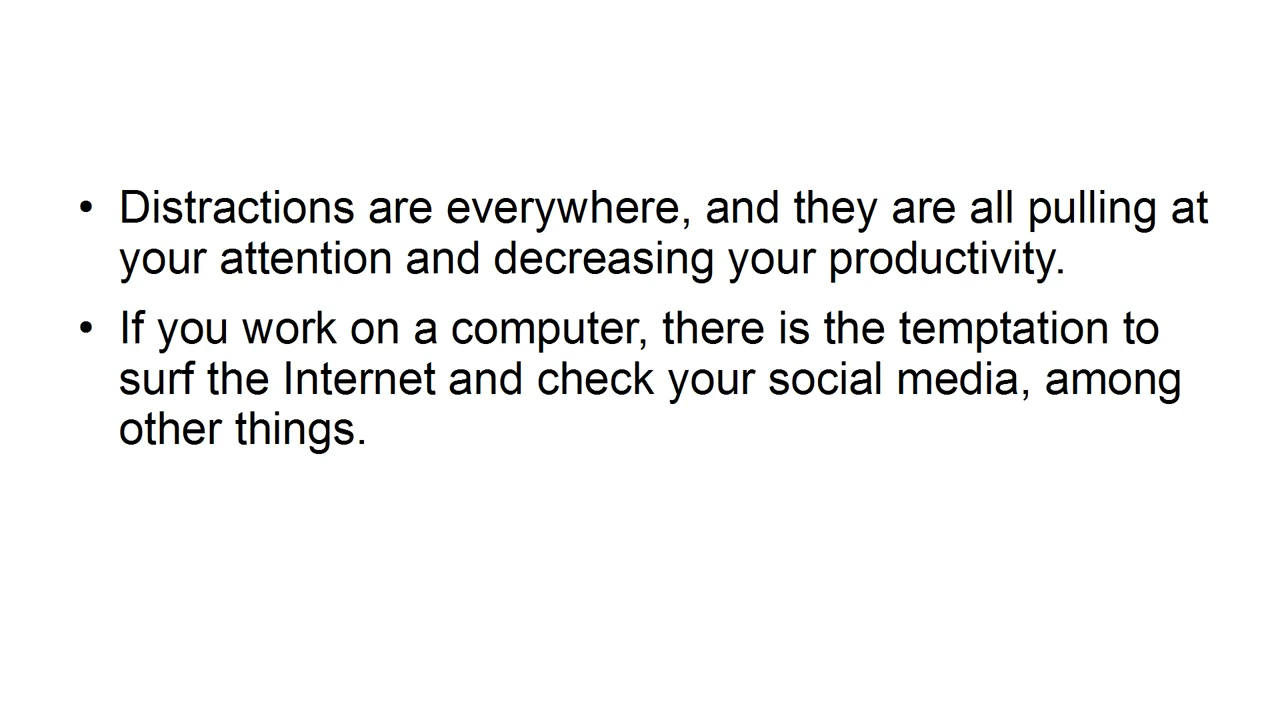 • Distractions are everywhere, and they are all pulling at
your attention and decreasing your productivity.
• If you work on a computer, there is the temptation to
surf the Internet and check your social media, among
other things.